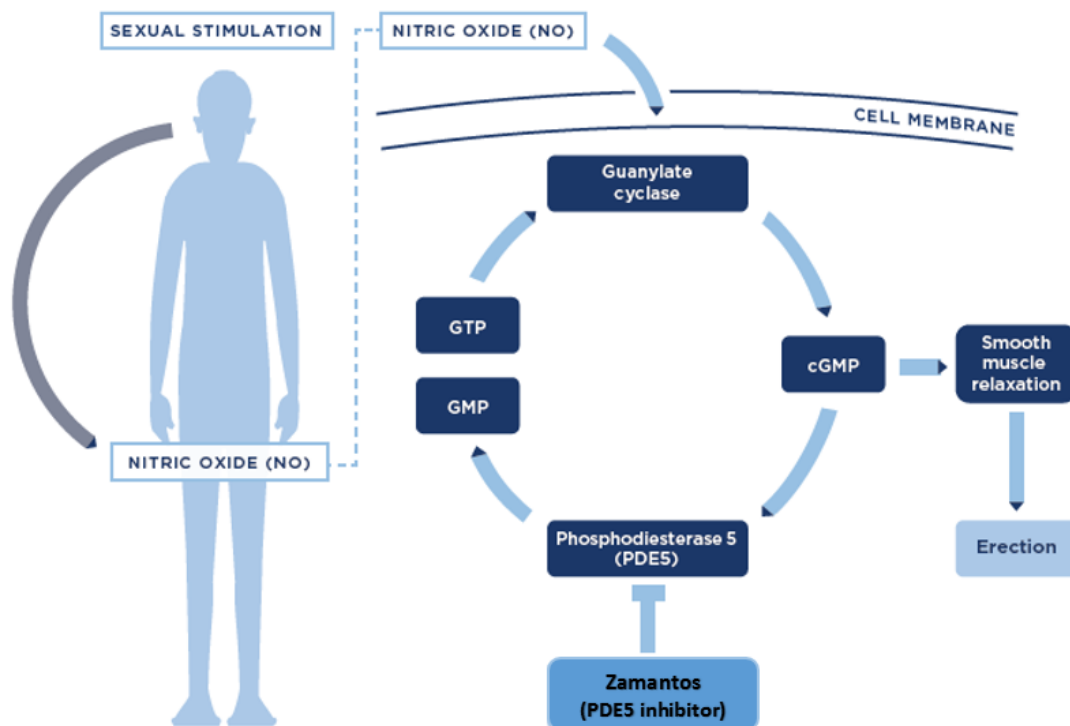 SEXUAL STIMULATION
NITRIC OXIDE (NO)
CELL MEMBRANE
Guanylate
cyclase
GTP
GMP
cGMP
Smooth
muscle
relaxation
NITRIC OXIDE (NO)
Phosphodiesterase 5
(PDE5)
Erection
Zamantos
(PDE5 inhibitor)